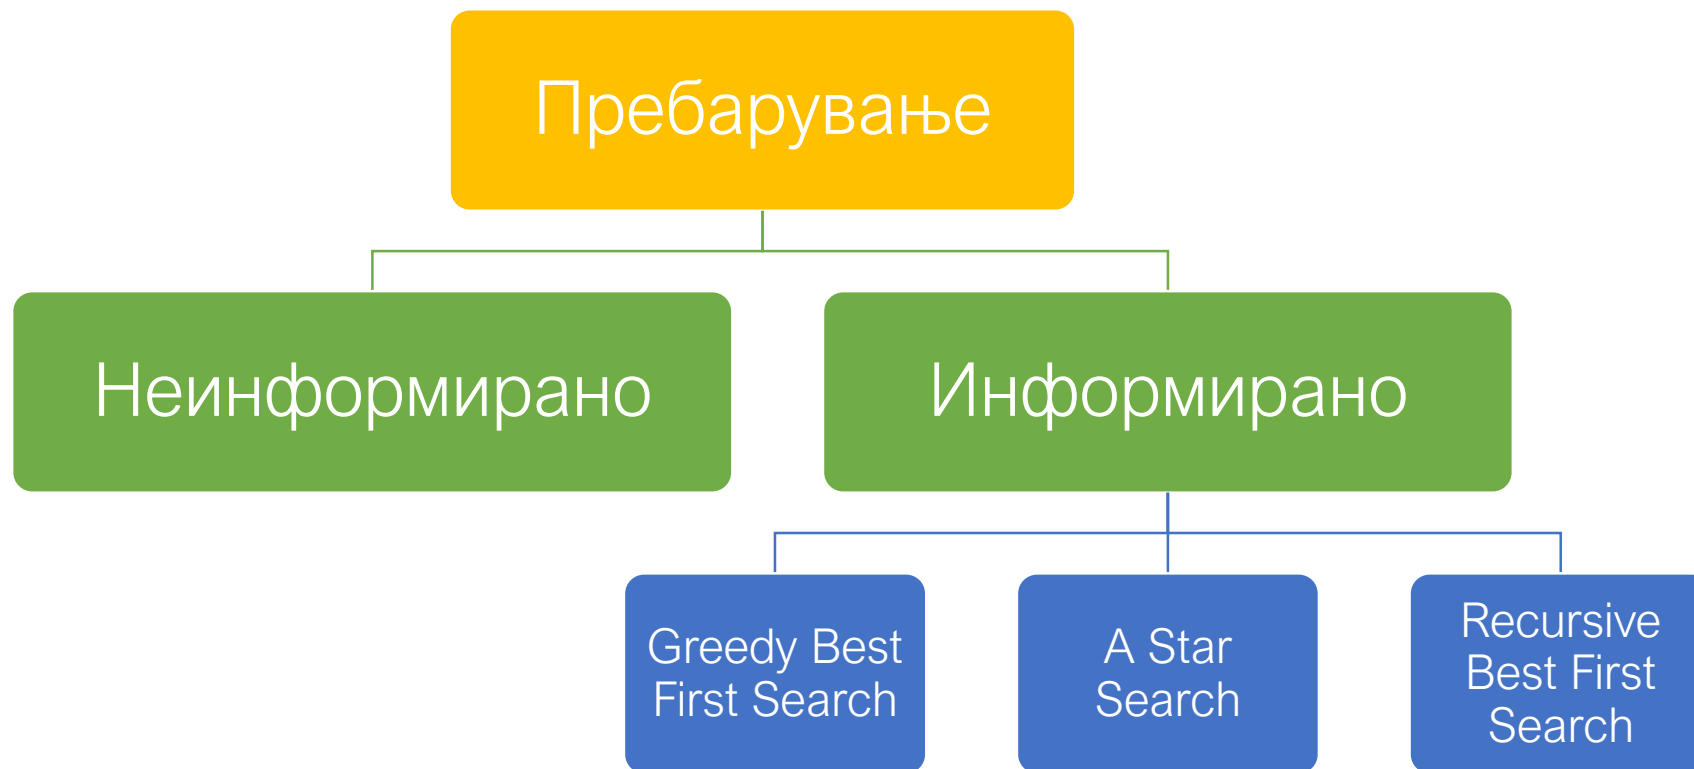 Пребарување
Неинформирано
Информирано
Greedy Best
First Search
A Star
Search
Recursive
Best First
Search